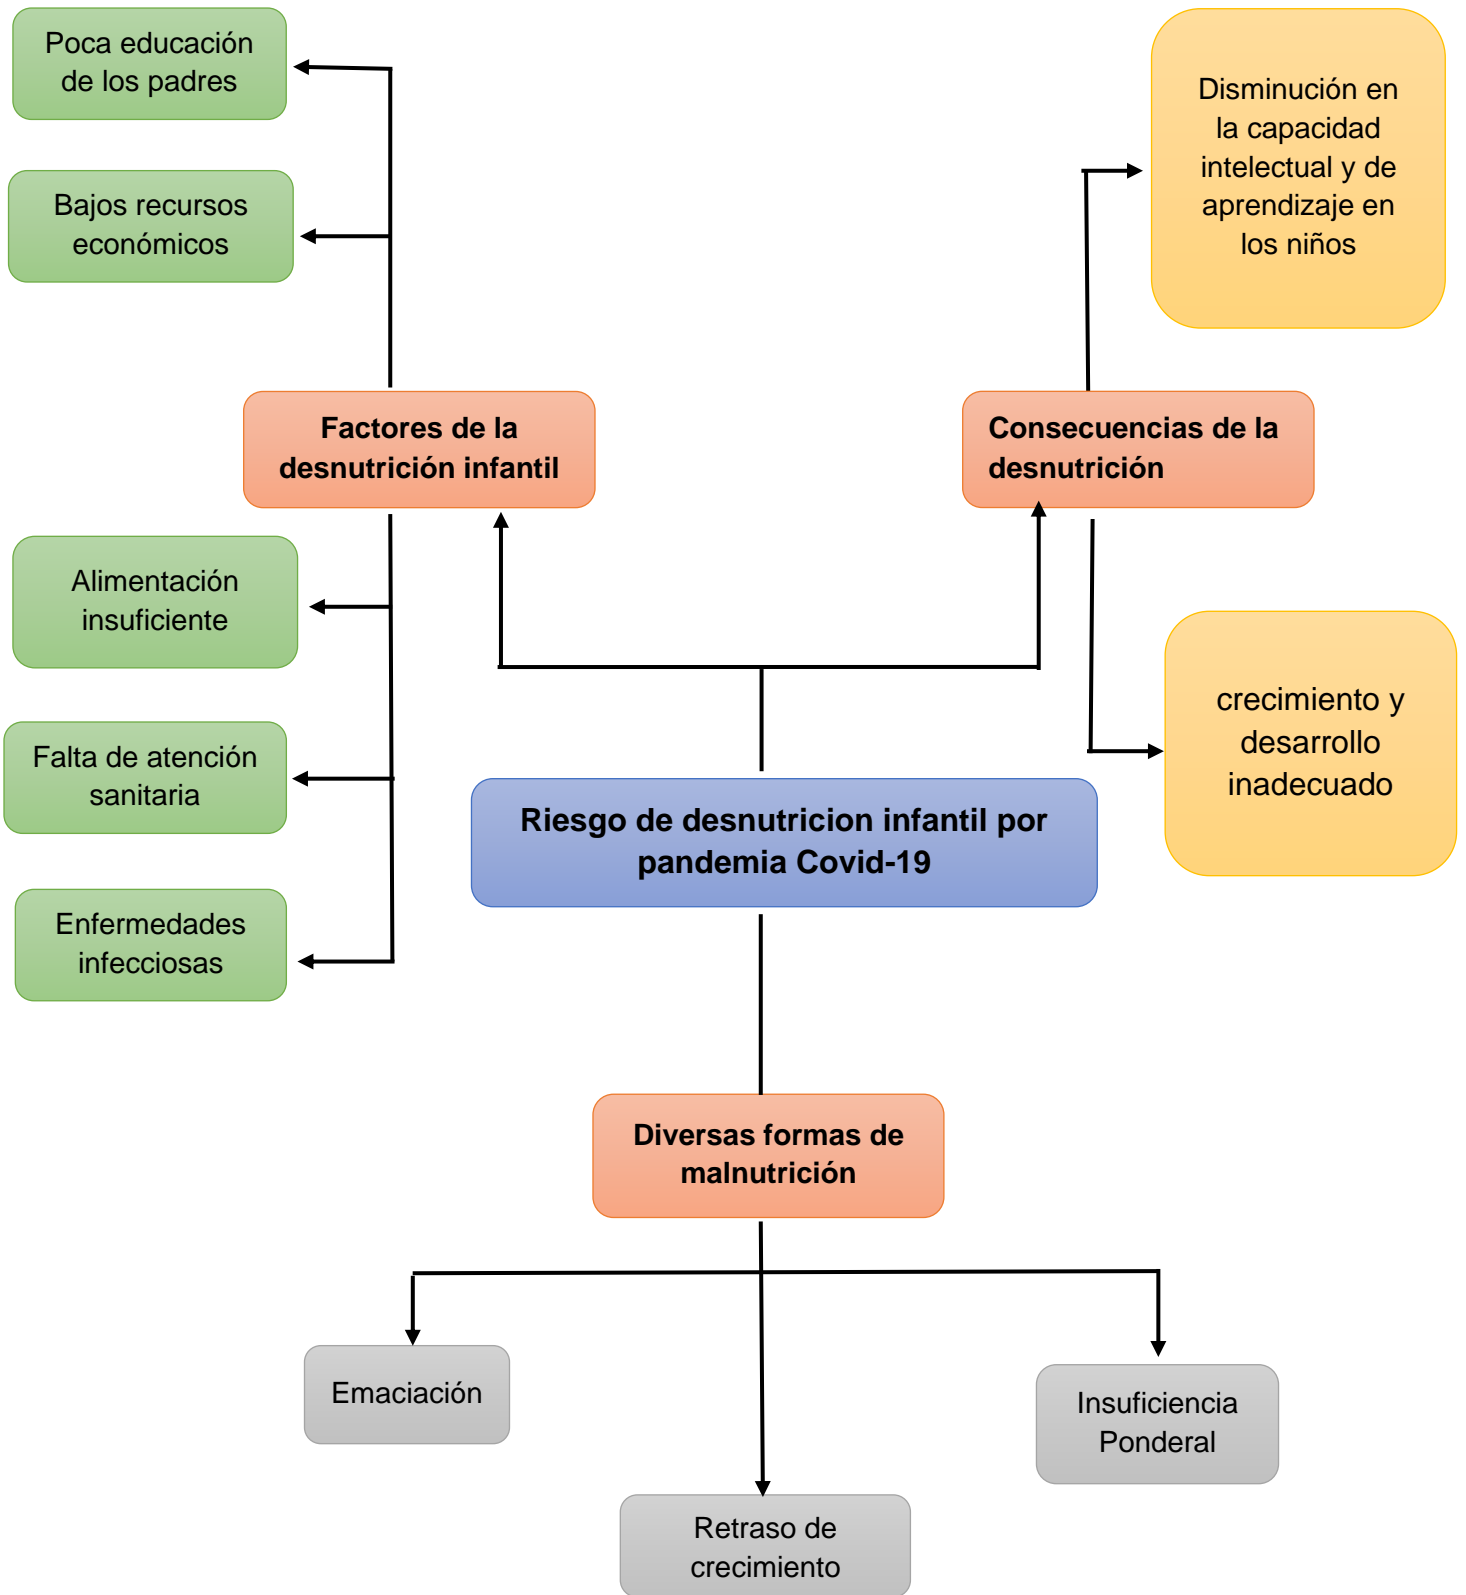 Poca educación
de los padres
Bajos recursos
económicos
Factores de la
desnutrición infantil
Alimentación
insuficiente
Falta de atención
sanitaria
Enfermedades
infecciosas
Disminución en
la capacidad
intelectual y de
aprendizaje en
los niños
Consecuencias de la
desnutrición
crecimiento y
desarrollo
inadecuado
Riesgo de desnutricion infantil por
pandemia Covid-19
Diversas formas de
malnutrición
Emaciación
Retraso de
crecimiento
Insuficiencia
Ponderal